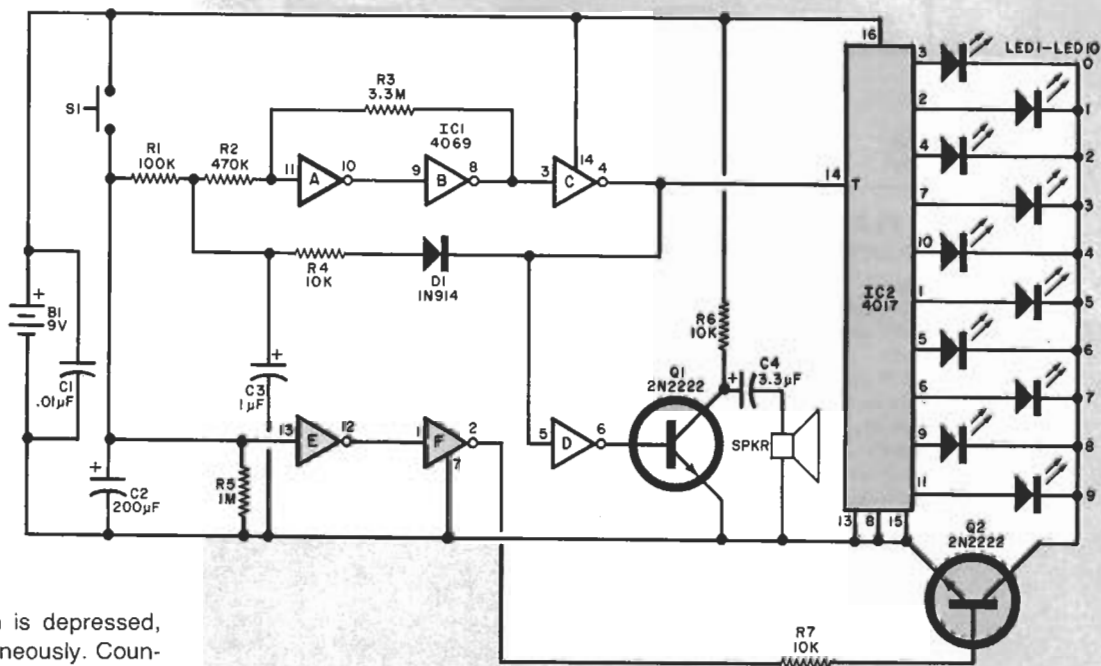 S1
R1
100K
R2
470K
R3
3.3M
IC1
4069
11
A
10
9
B
8
3
14
C
4
R4
10K
D1
1N914
+
B1
9V
C1
.01µF
+
C2
200µF
+
C3
1µF
R5
1M
13
E
12
1
F
2
7
5
D
6
R6
10K
Q1
2N2222
+
C4
3.3µF
SPKR
16
14
T
IC2
4017
13
8
15
3
2
4
7
10
1
5
6
9
11
LED1-LED10
0
1
2
3
4
5
6
7
8
9
Q2
2N2222
R7
10K
is depressed,
neously. Coun-